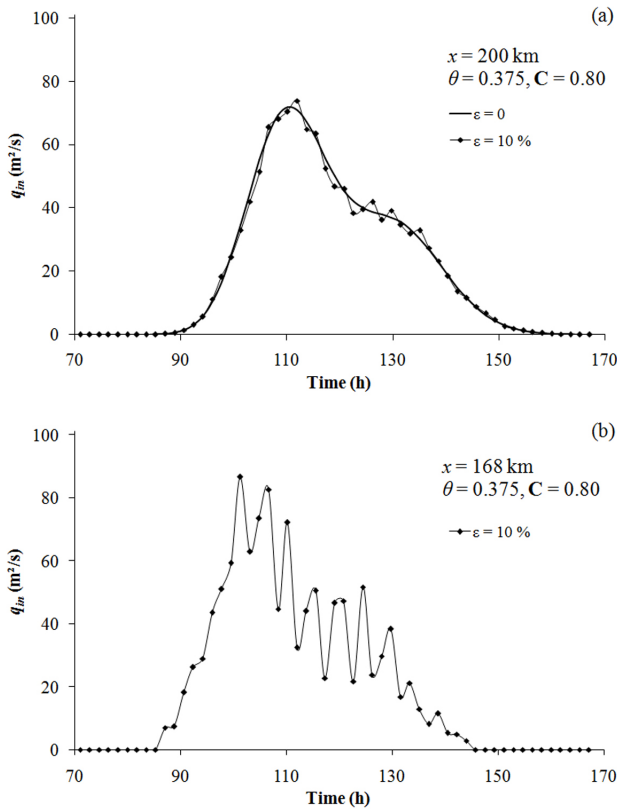 (a)
100
x = 200 km
θ = 0.375, C = 0.80
80
ε = 0
ε = 10 %
60
qin (m²/s)
40
20
0
70 90 110 130 150 170
Time (h)
(b)
100
x = 168 km
θ = 0.375, C = 0.80
80
ε = 10 %
60
qin (m²/s)
40
20
0
70 90 110 130 150 170
Time (h)